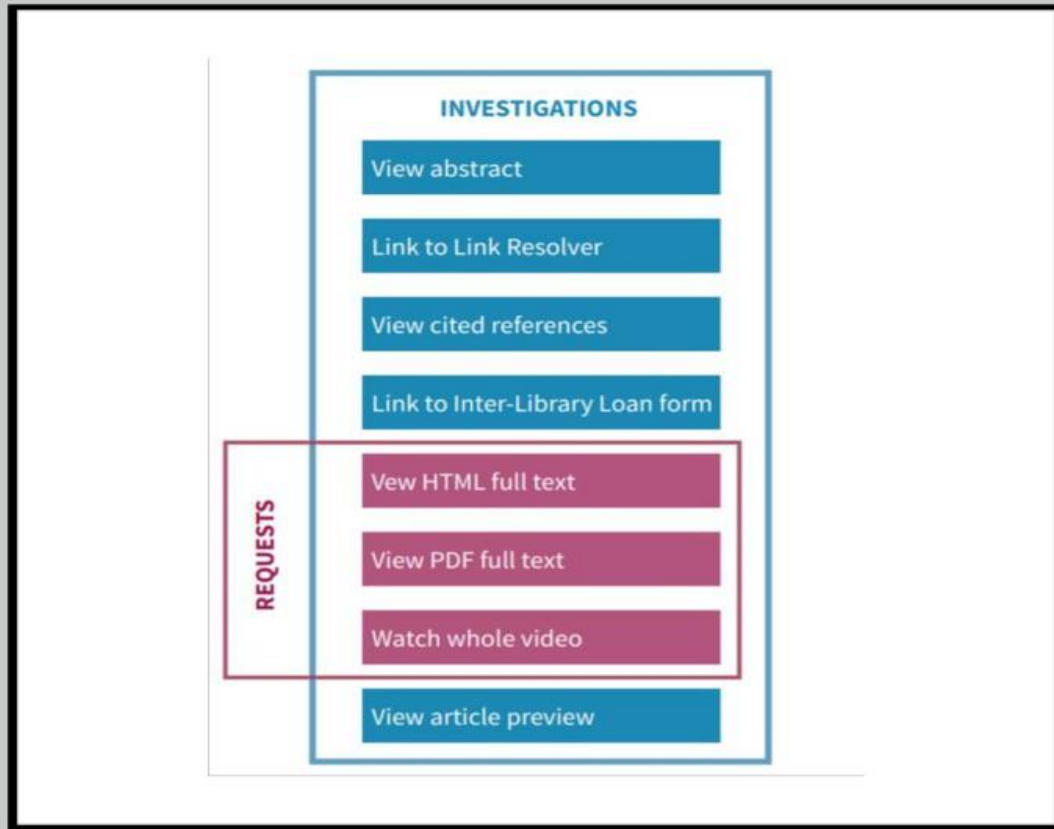 INVESTIGATIONS
View abstract
Link to Link Resolver
View cited references
Link to Inter-Library Loan form
REQUESTS
Vew HTML full text
View PDF full text
Watch whole video
View article preview